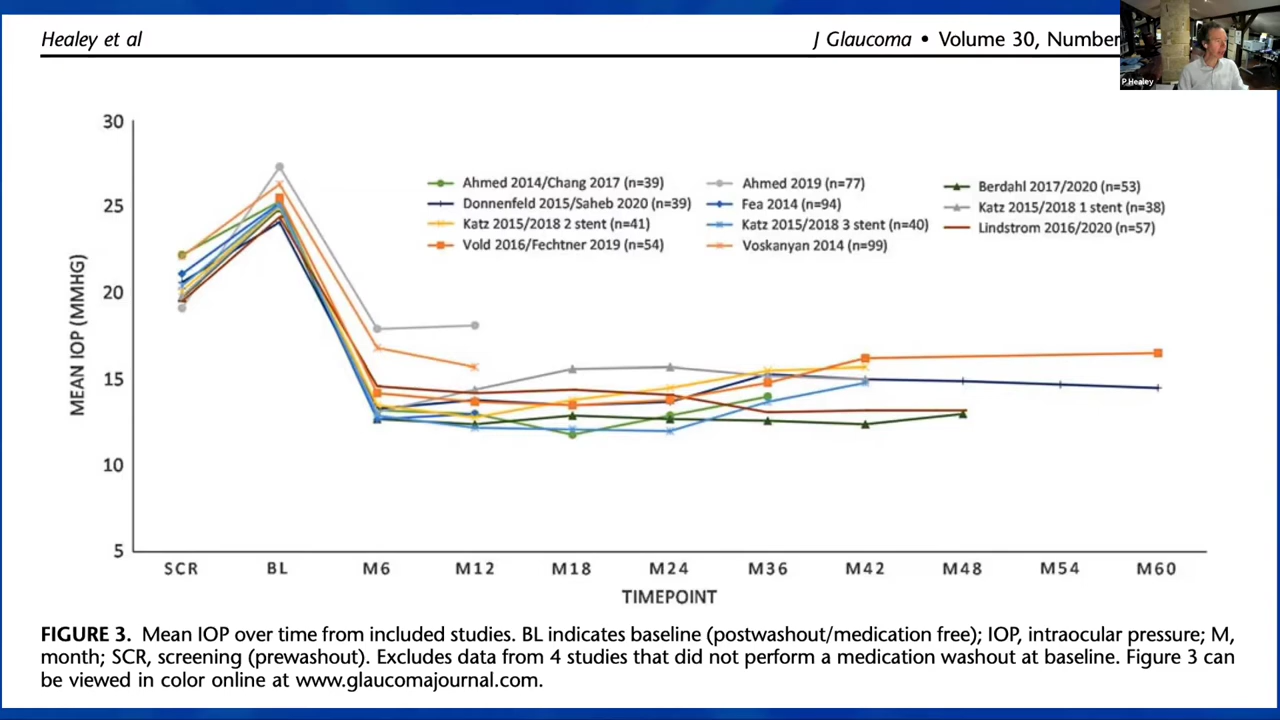 Healey et al
J Glaucoma • Volume 30, Number
P Healey
30
25
20
15
10
5
MEAN IOP (MMHG)
Ahmed 2014/Chang 2017 (n=39)
Donnenfeld 2015/Saheb 2020 (n=39)
Katz 2015/2018 2 stent (n=41)
Vold 2016/Fechtner 2019 (n=54)
Ahmed 2019 (n=77)
Fea 2014 (n=94)
Katz 2015/2018 3 stent (n=40)
Voskanyan 2014 (n=99)
Berdahl 2017/2020 (n=53)
Katz 2015/2018 1 stent (n=38)
Lindstrom 2016/2020 (n=57)
SCR BL M6 M12 M18 M24 M36 M42 M48 M54 M60
TIMEPOINT
FIGURE 3. Mean IOP over time from included studies. BL indicates baseline (postwashout/medication free); IOP, intraocular pressure; M,
month; SCR, screening (prewashout). Excludes data from 4 studies that did not perform a medication washout at baseline. Figure 3 can
be viewed in color online at www.glaucomajournal.com.